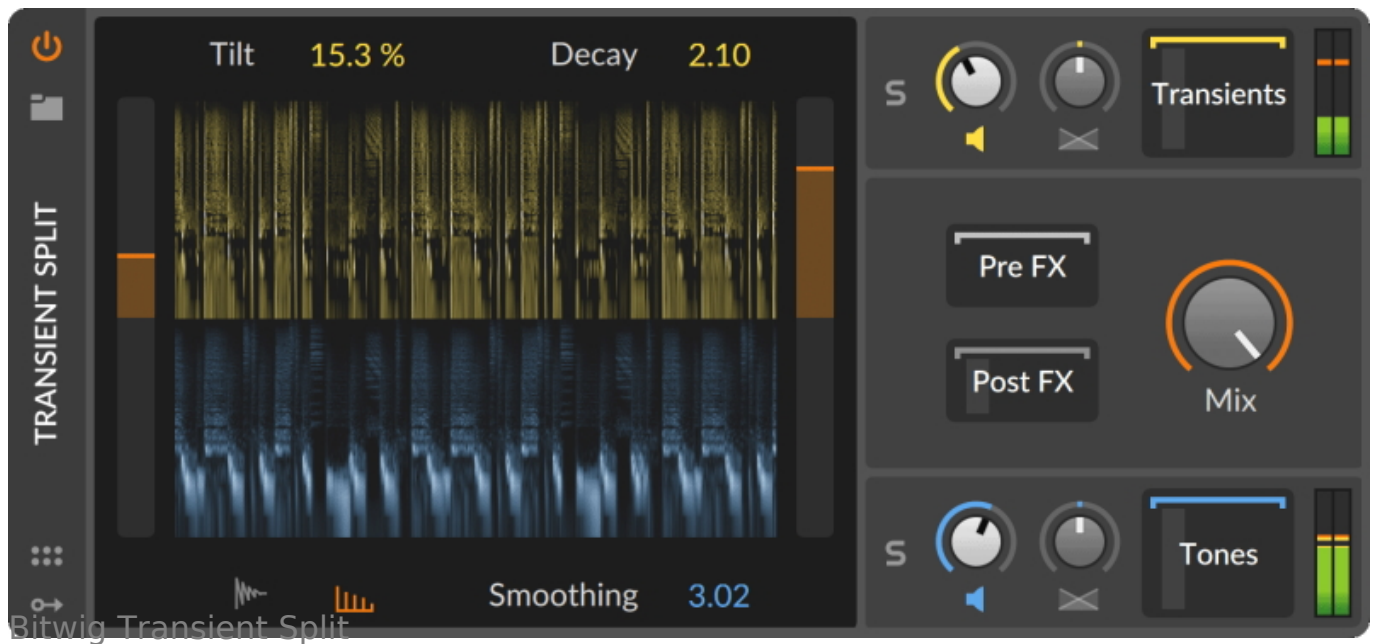 Tilt 15.3 % Decay 2.10
S Transients
TRANSIENT SPLIT
Pre FX
Post FX
Mix
S Tones
Smoothing 3.02
Bitwig Transient Split